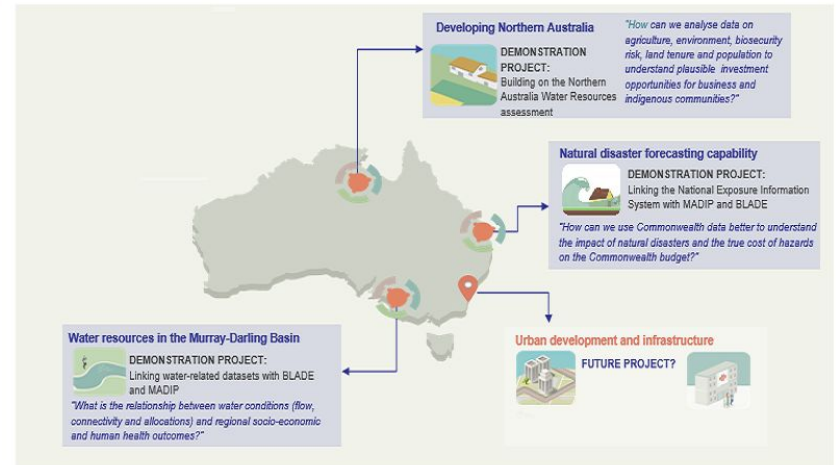 Developing Northern Australia
DEMONSTRATION
PROJECT:
Building on the Northern
Australia Water Resources
assessment
"How can we analyse data on
agriculture, environment, biosecurity
risk, land tenure and population to
understand plausible investment
opportunities for business and
indigenous communities?"
Natural disaster forecasting capability
DEMONSTRATION PROJECT:
Linking the National Exposure Information
System with MADIP and BLADE
"How can we use Commonwealth data better to understand
the impact of natural disasters and the true cost of hazards
on the Commonwealth budget?"
Water resources in the Murray-Darling Basin
DEMONSTRATION PROJECT:
Linking water-related datasets with BLADE
and MADIP
"What is the relationship between water conditions (flow,
connectivity and allocations) and regional socio-economic
and human health outcomes?"
Urban development and infrastructure
FUTURE PROJECT?